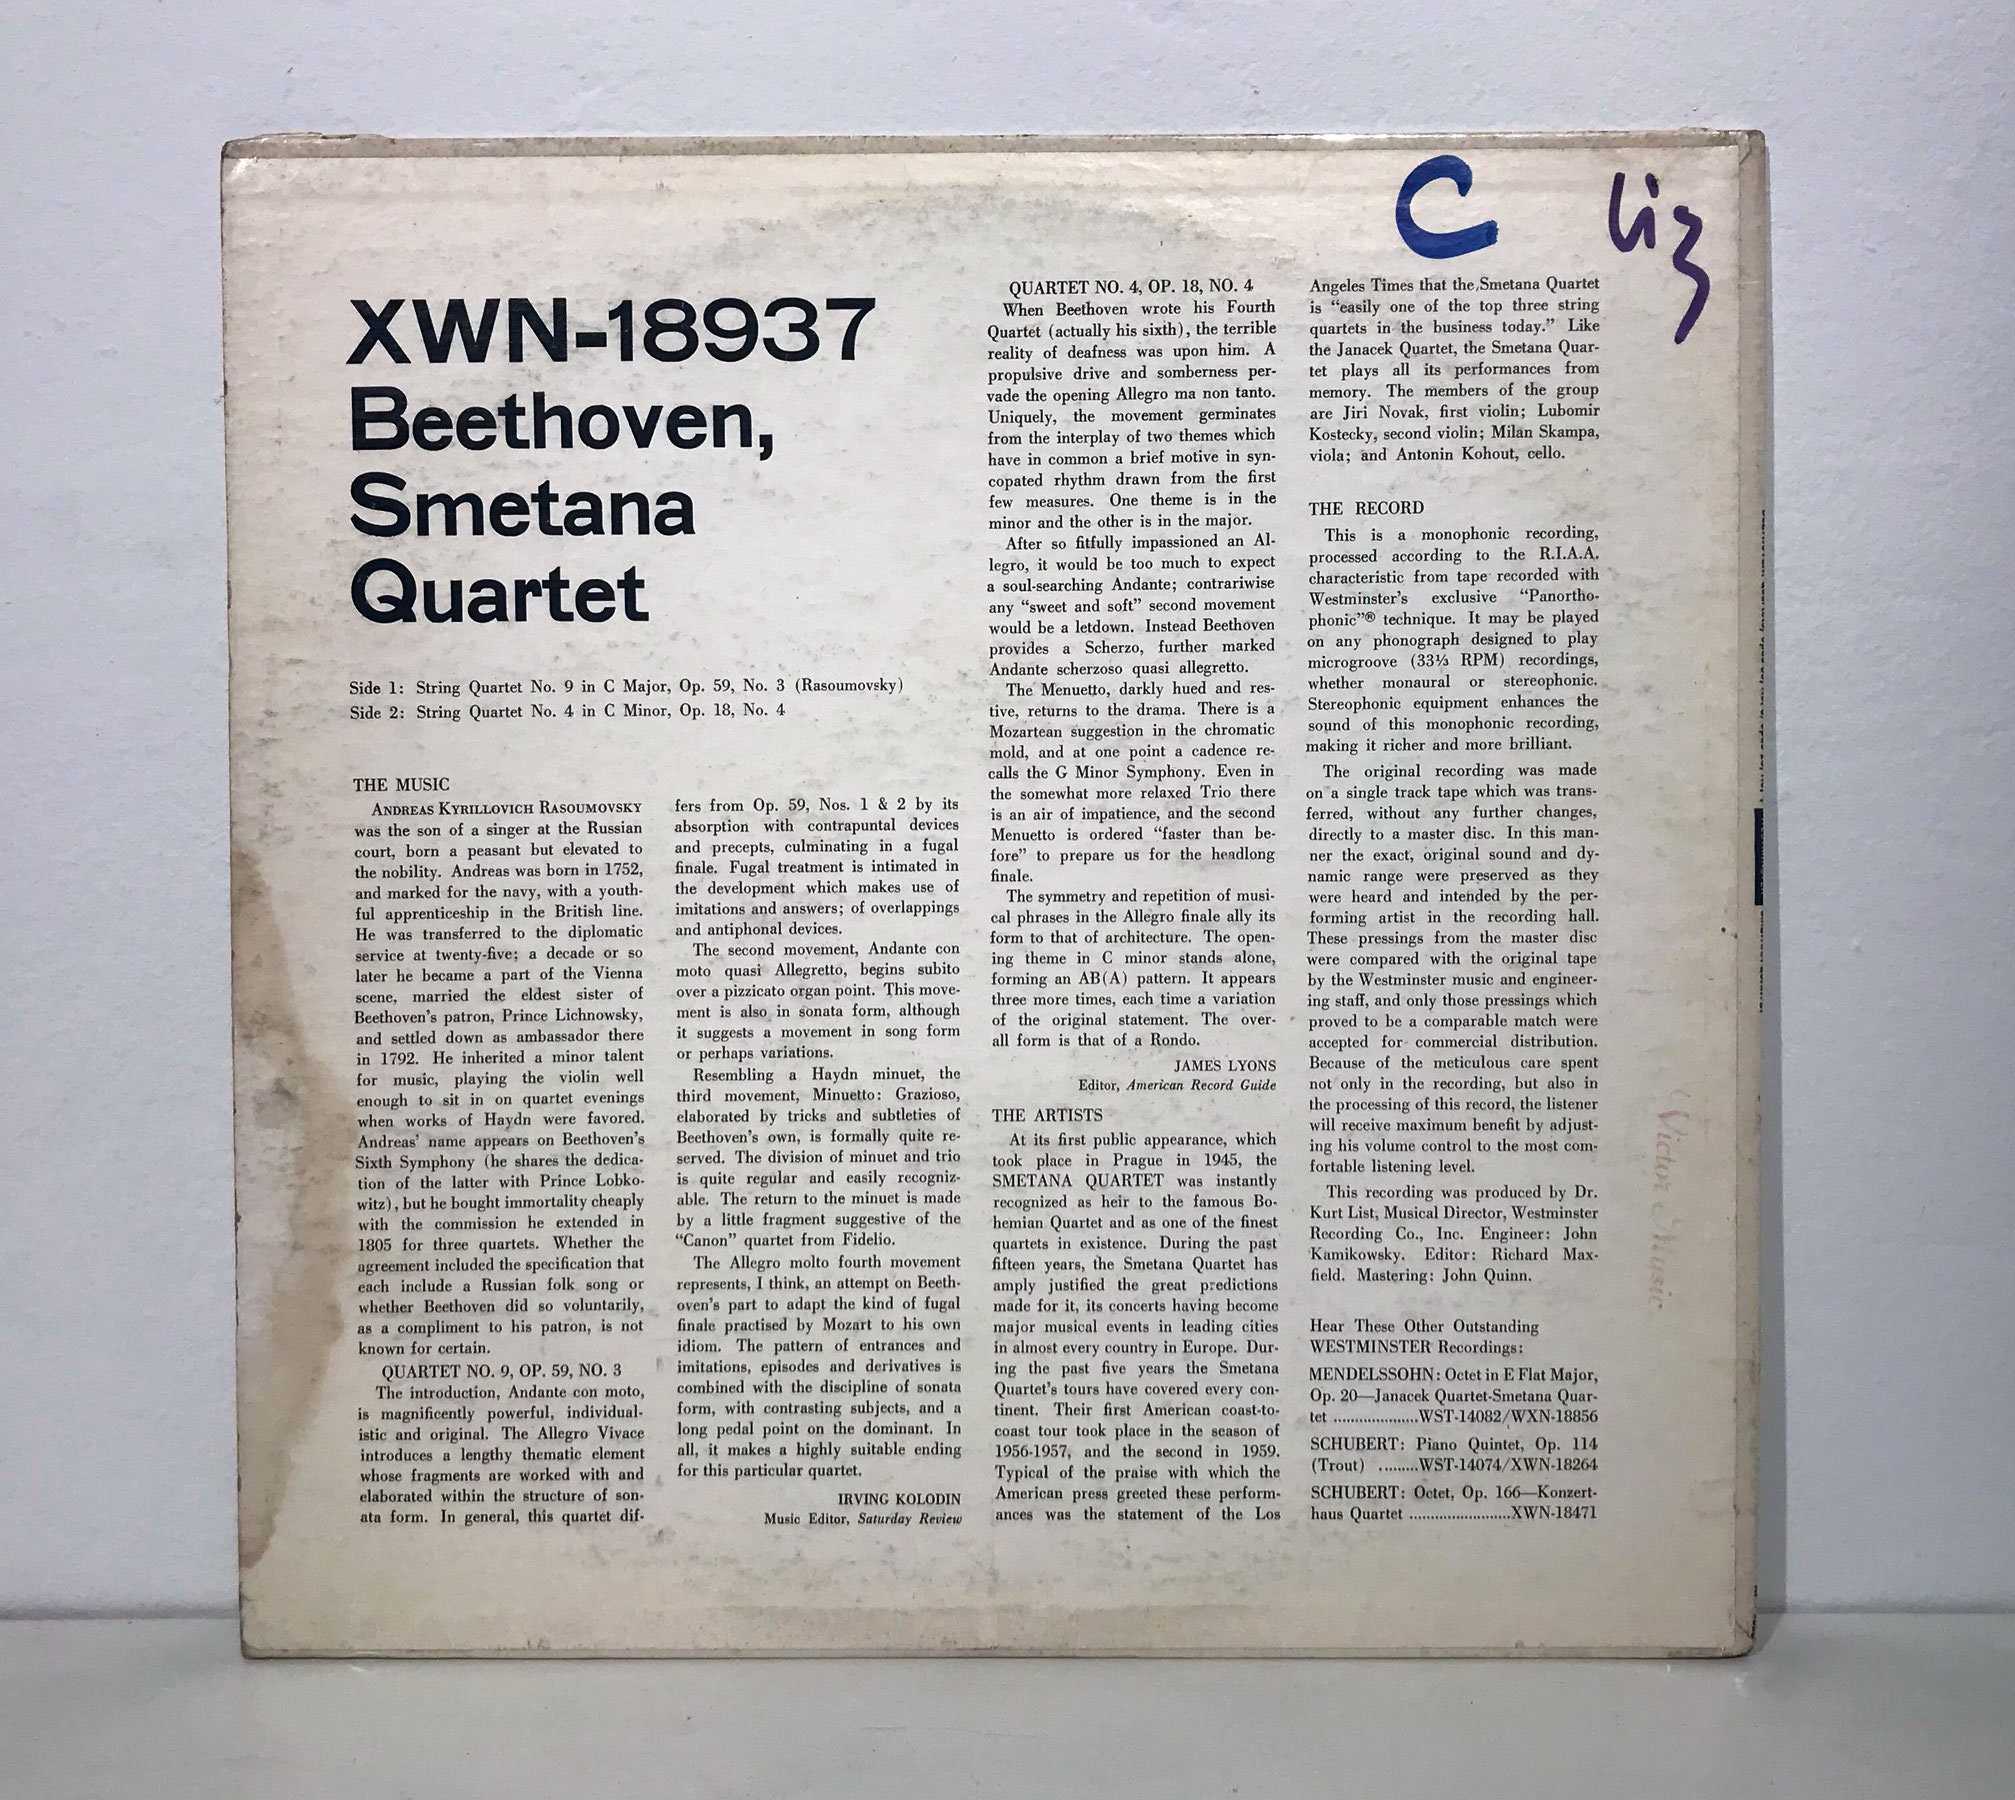 C
Liz
XWN-18937
Beethoven,
Smetana
Quartet
Side 1: String Quartet No. 9 in C Major, Op. 59, No. 3 (Rasoumovsky)
Side 2: String Quartet No. 4 in C Minor, Op. 18, No. 4
THE MUSIC
ANDREAS KYRILLOVICH RASOUMOVSKY
was the son of a singer at the Russian
court, born a peasant but elevated to
the nobility. Andreas was born in 1752,
and marked for the navy, with a youth-
ful apprenticeship in the British line.
He was transferred to the diplomatic
service at twenty-five; a decade or so
later he became a part of the Vienna
scene, married the eldest sister of
Beethoven's patron, Prince Lichnowsky,
and settled down as ambassador there
in 1792. He inherited a minor talent
for music, playing the violin well
enough to sit in on quartet evenings
when works of Haydn were favored.
Andreas' name appears on Beethoven's
Sixth Symphony (he shares the dedica-
tion of the latter with Prince Lobko-
witz), but he bought immortality cheaply
with the commission he extended in
1805 for three quartets. Whether the
agreement included the specification that
each include a Russian folk song or
whether Beethoven did so voluntarily,
as a compliment to his patron, is not
known for certain.
QUARTET NO. 9, OP. 59, NO. 3
The introduction, Andante con moto,
is magnificently powerful, individual-
istic and original. The Allegro Vivace
introduces a lengthy thematic element
whose fragments are worked with and
elaborated within the structure of son-
ata form. In general, this quartet dif-
fers from Op. 59, Nos. 1 & 2 by its
absorption with contrapuntal devices
and precepts, culminating in a fugal
finale. Fugal treatment is intimated in
the development which makes use of
imitations and answers; of overlappings
and antiphonal devices.
The second movement, Andante con
moto quasi Allegretto, begins subito
over a pizzicato organ point. This move-
ment is also in sonata form, although
it suggests a movement in song form
or perhaps variations.
Resembling a Haydn minuet, the
third movement, Minuetto: Grazioso,
elaborated by tricks and subtleties of
Beethoven's own, is formally quite re-
served. The division of minuet and trio
is quite regular and easily recogniz-
able. The return to the minuet is made
by a little fragment suggestive of the
"Canon" quartet from Fidelio.
The Allegro molto fourth movement
represents, I think, an attempt on Beeth-
oven's part to adapt the kind of fugal
finale practised by Mozart to his own
idiom. The pattern of entrances and
imitations, episodes and derivatives is
combined with the discipline of sonata
form, with contrasting subjects, and a
long pedal point on the dominant. In
all, it makes a highly suitable ending
for this particular quartet.
IRVING KOLODIN
Music Editor, Saturday Review
QUARTET NO. 4, OP. 18, NO. 4
When Beethoven wrote his Fourth
Quartet (actually his sixth), the terrible
reality of deafness was upon him. A
propulsive drive and somberness per-
vade the opening Allegro ma non tanto.
Uniquely, the movement germinates
from the interplay of two themes which
have in common a brief motive in syn-
copated rhythm drawn from the first
few measures. One theme is in the
minor and the other is in the major.
After so fitfully impassioned an Al-
legro, it would be too much to expect
a soul-searching Andante; contrariwise
any "sweet and soft" second movement
would be a letdown. Instead Beethoven
provides a Scherzo, further marked
Andante scherzoso quasi allegretto.
The Menuetto, darkly hued and res-
tive, returns to the drama. There is a
Mozartean suggestion in the chromatic
mold, and at one point a cadence re-
calls the G Minor Symphony. Even in
the somewhat more relaxed Trio there
is an air of impatience, and the second
Menuetto is ordered "faster than be-
fore" to prepare us for the headlong
finale.
The symmetry and repetition of musi-
cal phrases in the Allegro finale ally its
form to that of architecture. The open-
ing theme in C minor stands alone,
forming an AB(A) pattern. It appears
three more times, each time a variation
of the original statement. The over-
all form is that of a Rondo.
JAMES LYONS
Editor, American Record Guide
THE ARTISTS
At its first public appearance, which
took place in Prague in 1945, the
SMETANA QUARTET was instantly
recognized as heir to the famous Bo-
hemian Quartet and as one of the finest
quartets in existence. During the past
fifteen years, the Smetana Quartet has
amply justified the great predictions
made for it, its concerts having become
major musical events in leading cities
in almost every country in Europe. Dur-
ing the past five years the Smetana
Quartet's tours have covered every con-
tinent. Their first American coast-to-
coast tour took place in the season of
1956-1957, and the second in 1959.
Typical of the praise with which the
American press greeted these perform-
ances was the statement of the Los
Angeles Times that the Smetana Quartet
is "easily one of the top three string
quartets in the business today." Like
the Janacek Quartet, the Smetana Quar-
tet plays all its performances from
memory. The members of the group
are Jiri Novak, first violin; Lubomir
Kostecky, second violin; Milan Skampa,
viola; and Antonin Kohout, cello.
THE RECORD
This is a monophonic recording,
processed according to the R.I.A.A.
characteristic from tape recorded with
Westminster's exclusive "Panortho-
phonic"® technique. It may be played
on any phonograph designed to play
microgroove (33⅓ RPM) recordings,
whether monaural or stereophonic.
Stereophonic equipment enhances the
sound of this monophonic recording,
making it richer and more brilliant.
The original recording was made
on a single track tape which was trans-
ferred, without any further changes,
directly to a master disc. In this man-
ner the exact, original sound and dy-
namic range were preserved as they
were heard and intended by the per-
forming artist in the recording hall.
These pressings from the master disc
were compared with the original tape
by the Westminster music and engineer-
ing staff, and only those pressings which
proved to be a comparable match were
accepted for commercial distribution.
Because of the meticulous care spent
not only in the recording, but also in
the processing of this record, the listener
will receive maximum benefit by adjust-
ing his volume control to the most com-
fortable listening level.
This recording was produced by Dr.
Kurt List, Musical Director, Westminster
Recording Co., Inc. Engineer: John
Kamikowsky. Editor: Richard Max-
field. Mastering: John Quinn.
Hear These Other Outstanding
WESTMINSTER Recordings:
MENDELSSOHN: Octet in E Flat Major,
Op. 20—Janacek Quartet-Smetana Quar-
tet ....................WST-14082/WXN-18856
SCHUBERT: Piano Quintet, Op. 114
(Trout) .........WST-14074/XWN-18264
SCHUBERT: Octet, Op. 166—Konzert-
haus Quartet ........................XWN-18471
Victor Music